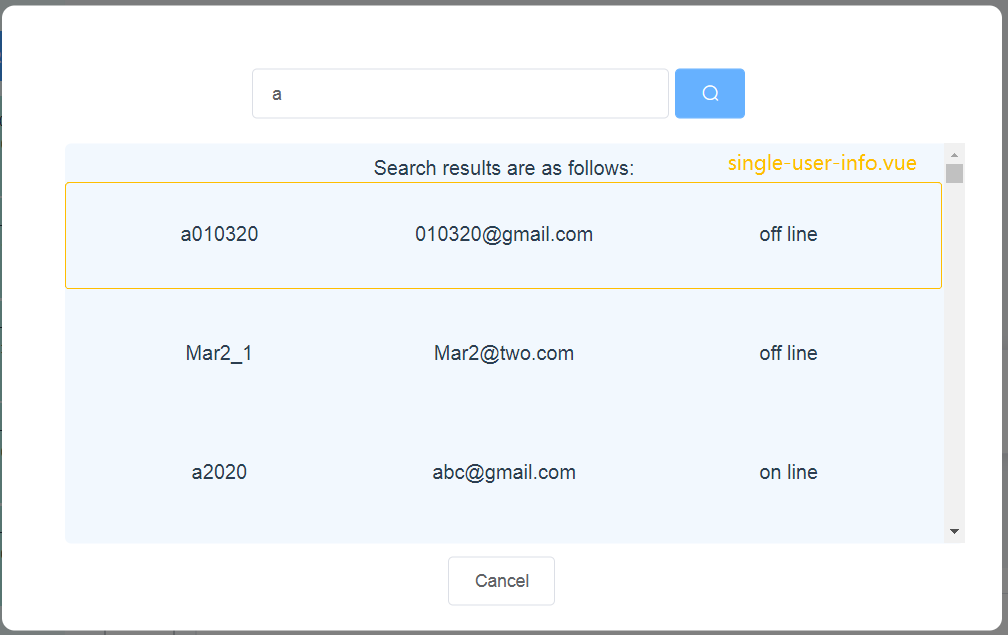 a
Search results are as follows:
single-user-info.vue
a010320 010320@gmail.com off line
Mar2_1 Mar2@two.com off line
a2020 abc@gmail.com on line
Cancel